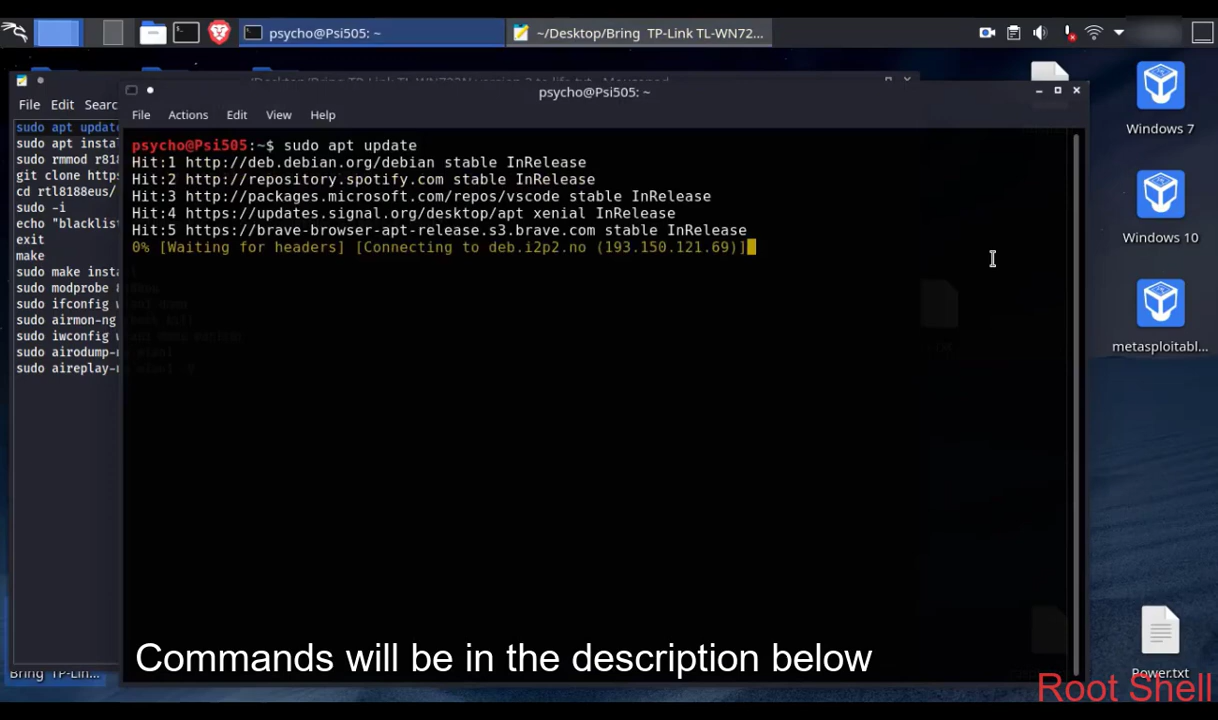 psycho@Psi505: ~
~/Desktop/Bring TP-Link TL-WN72...
File Edit Searc
psycho@Psi505: ~
File Actions Edit View Help
sudo apt updat
sudo apt insta
sudo rmmod r81
git clone https
cd rtl8188eus/
sudo -i
echo "blacklis
exit
make
sudo make inst
sudo modprobe 8
sudo ifconfig w
sudo airmon-ng
sudo iwconfig w
sudo airodump-n
sudo aireplay-n
psycho@Psi505:~$ sudo apt update
Hit:1 http://deb.debian.org/debian stable InRelease
Hit:2 http://repository.spotify.com stable InRelease
Hit:3 http://packages.microsoft.com/repos/vscode stable InRelease
Hit:4 https://updates.signal.org/desktop/apt xenial InRelease
Hit:5 https://brave-browser-apt-release.s3.brave.com stable InRelease
0% [Waiting for headers] [Connecting to deb.i2p2.no (193.150.121.69)]
Windows 7
Windows 10
metasploitabl...
Power.txt
Bring TP-Lin...
Commands will be in the description below
Root Shell